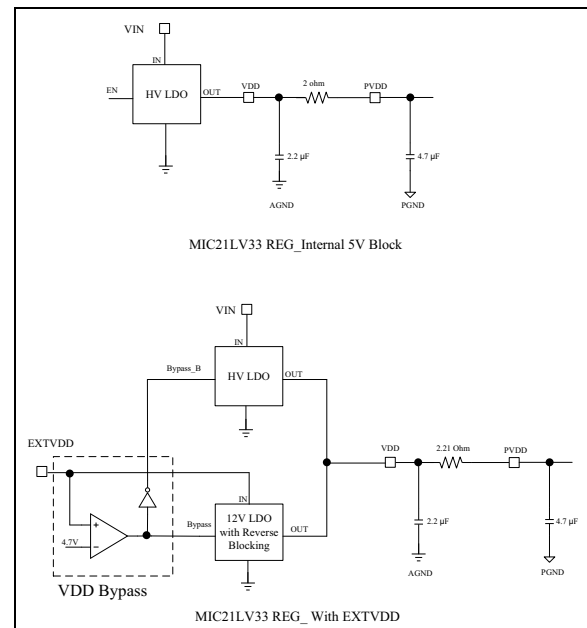 VIN
IN
HV LDO
EN
OUT
VDD
2 ohm
PVDD
2.2 µF
4.7 µF
AGND
PGND
MIC21LV33 REG_Internal 5V Block
VIN
IN
HV LDO
Bypass_B
OUT
EXTVDD
VDD
2.21 Ohm
PVDD
IN
12V LDO
with Reverse
Blocking
Bypass
OUT
+
4.7V
−
2.2 µF
4.7 µF
AGND
PGND
VDD Bypass
MIC21LV33 REG_ With EXTVDD